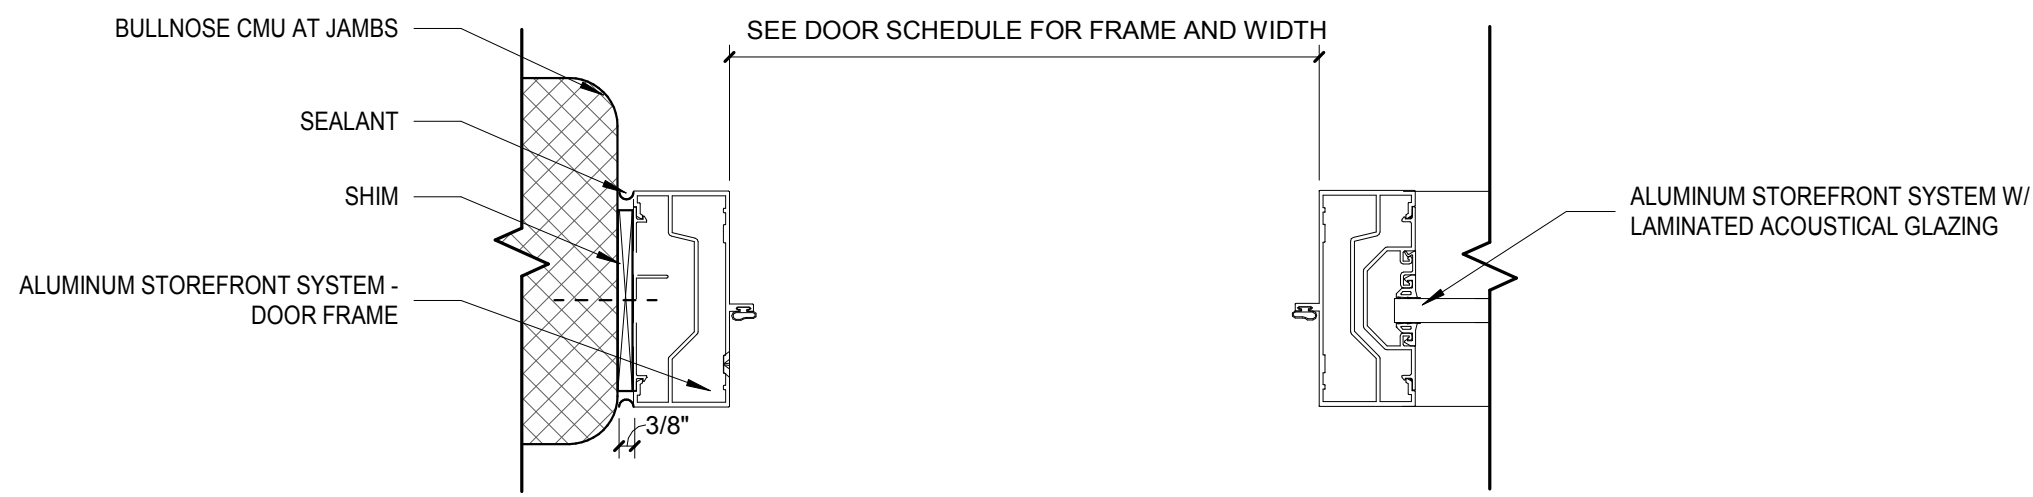 BULLNOSE CMU AT JAMBS
SEE DOOR SCHEDULE FOR FRAME AND WIDTH
SEALANT
SHIM
ALUMINUM STOREFRONT SYSTEM W/
LAMINATED ACOUSTICAL GLAZING
ALUMINUM STOREFRONT SYSTEM -
DOOR FRAME
3/8"